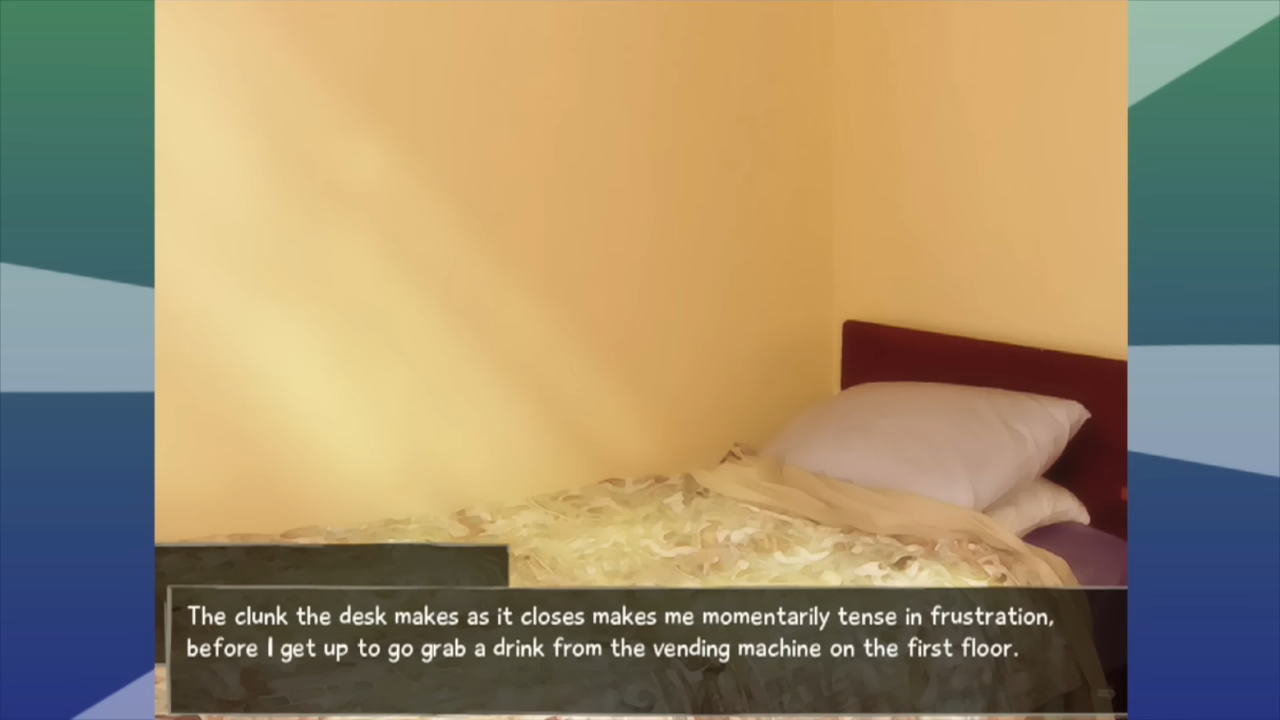 The clunk the desk makes as it closes makes me momentarily tense in frustration,
before I get up to go grab a drink from the vending machine on the first floor.